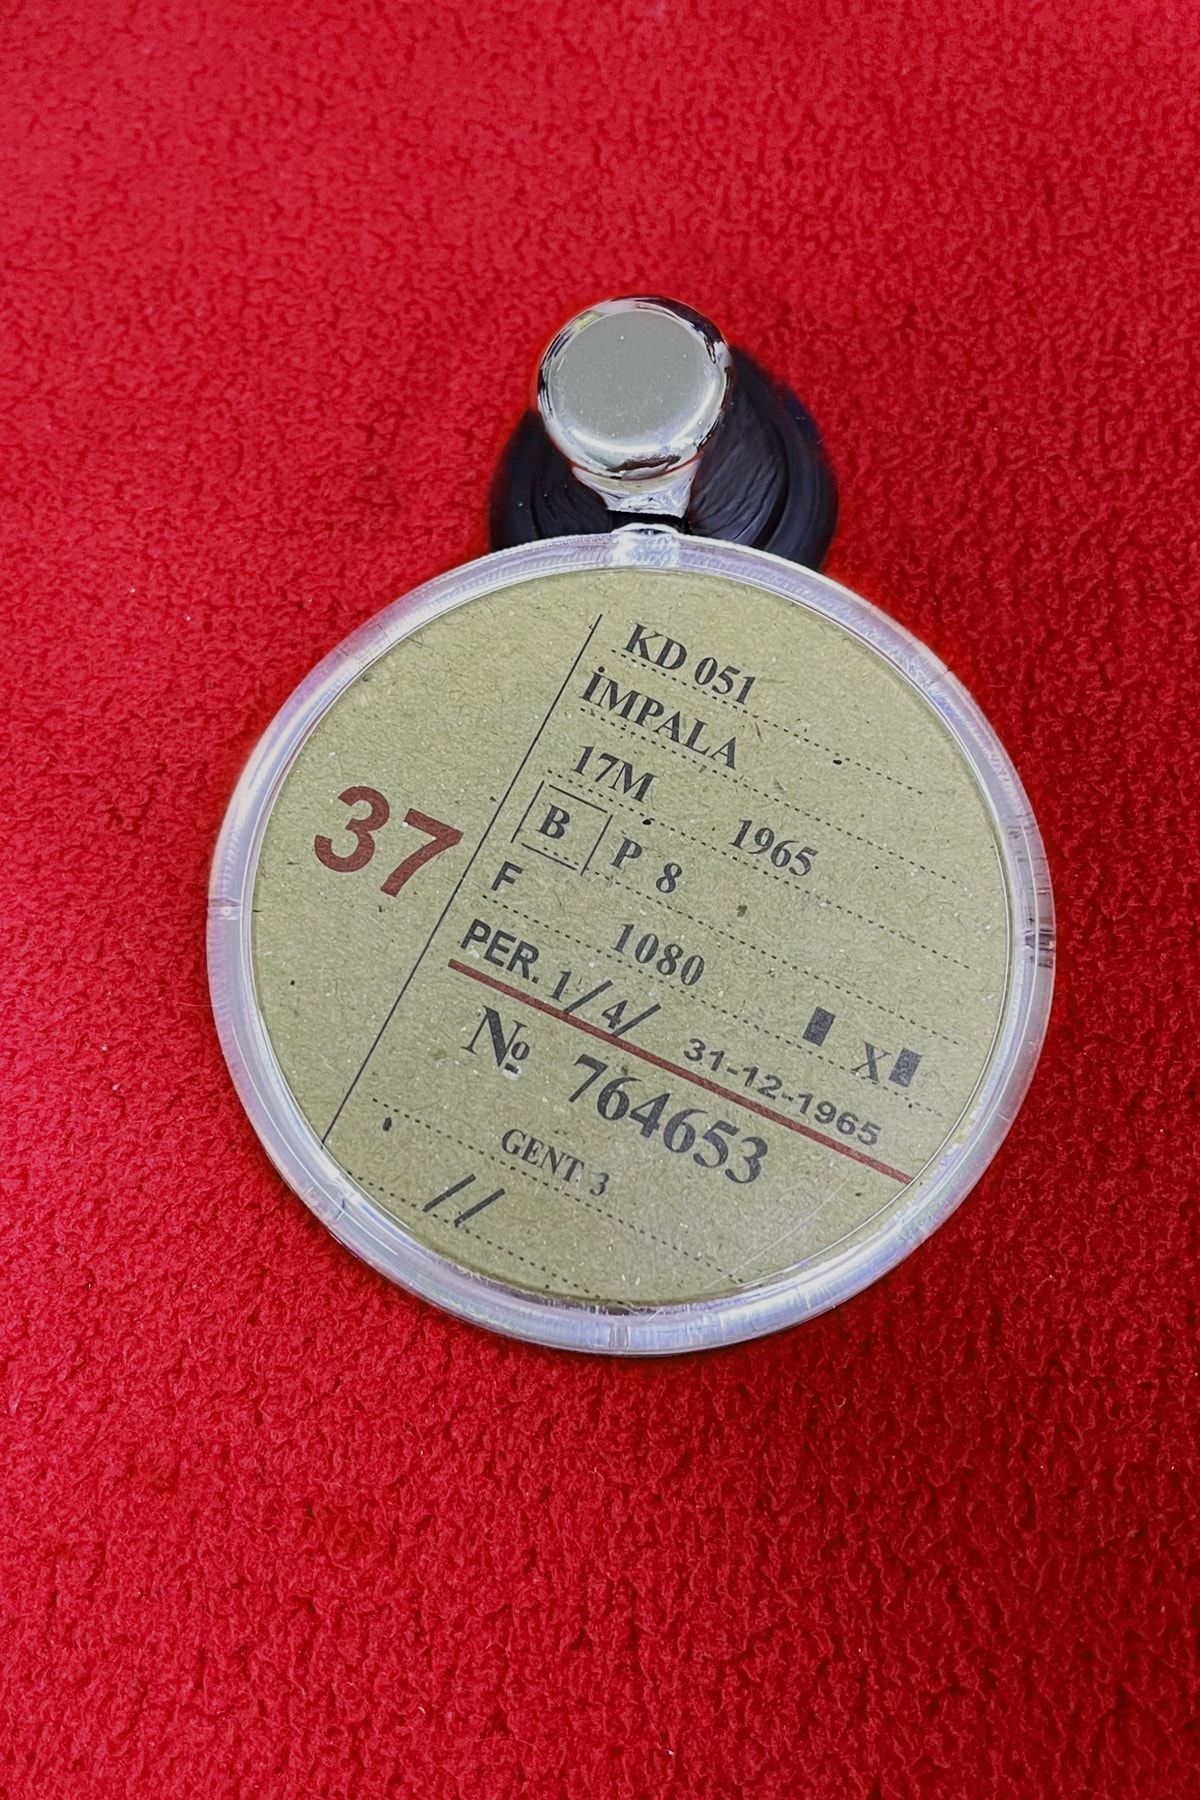 KD 051
İMPALA
17M 1965
37
B P 8
F 1080
X
PER. 1/4/ 31-12-1965
№ 764653
GENT 3
//